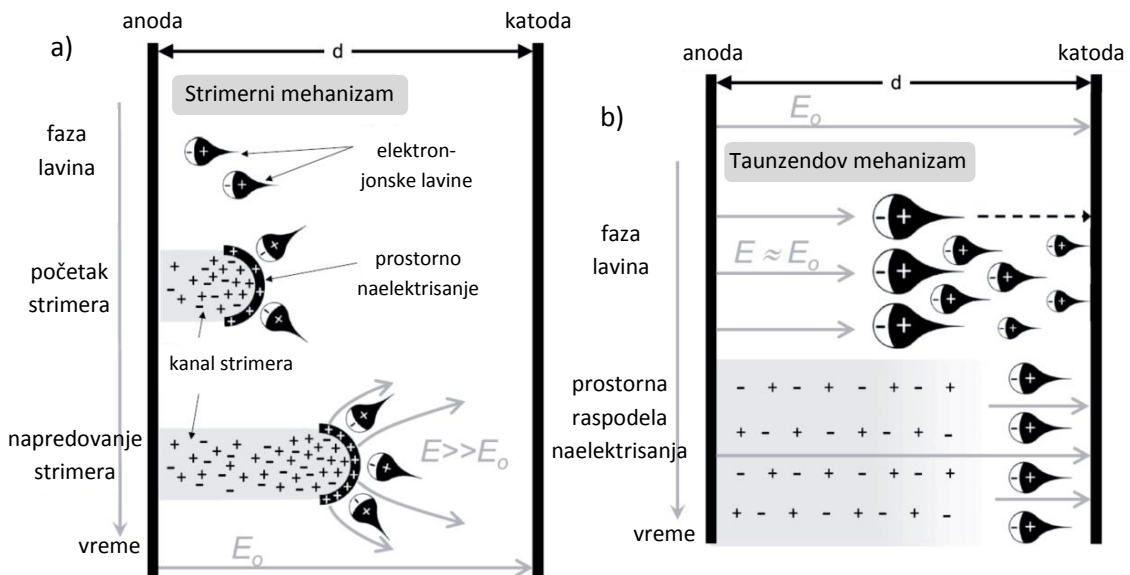 a)
anoda
katoda
d
Strimerni mehanizam
faza
lavina
elektron-
jonske lavine
početak
strimera
prostorno
naelektrisanje
kanal strimera
napredovanje
strimera
E>>Eo
vreme
Eo
b)
anoda
katoda
d
Eo
Taunzendov mehanizam
faza
lavina
E ≈ Eo
prostorna
raspodela
naelektrisanja
vreme